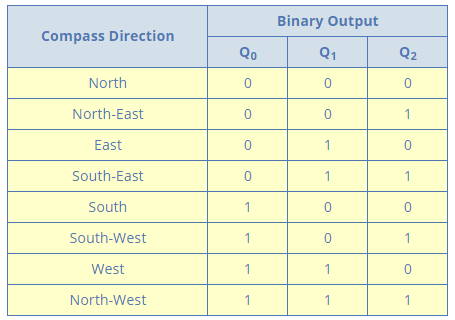 Compass Direction Binary Output
Q0 Q1 Q2
North 0 0 0
North-East 0 0 1
East 0 1 0
South-East 0 1 1
South 1 0 0
South-West 1 0 1
West 1 1 0
North-West 1 1 1